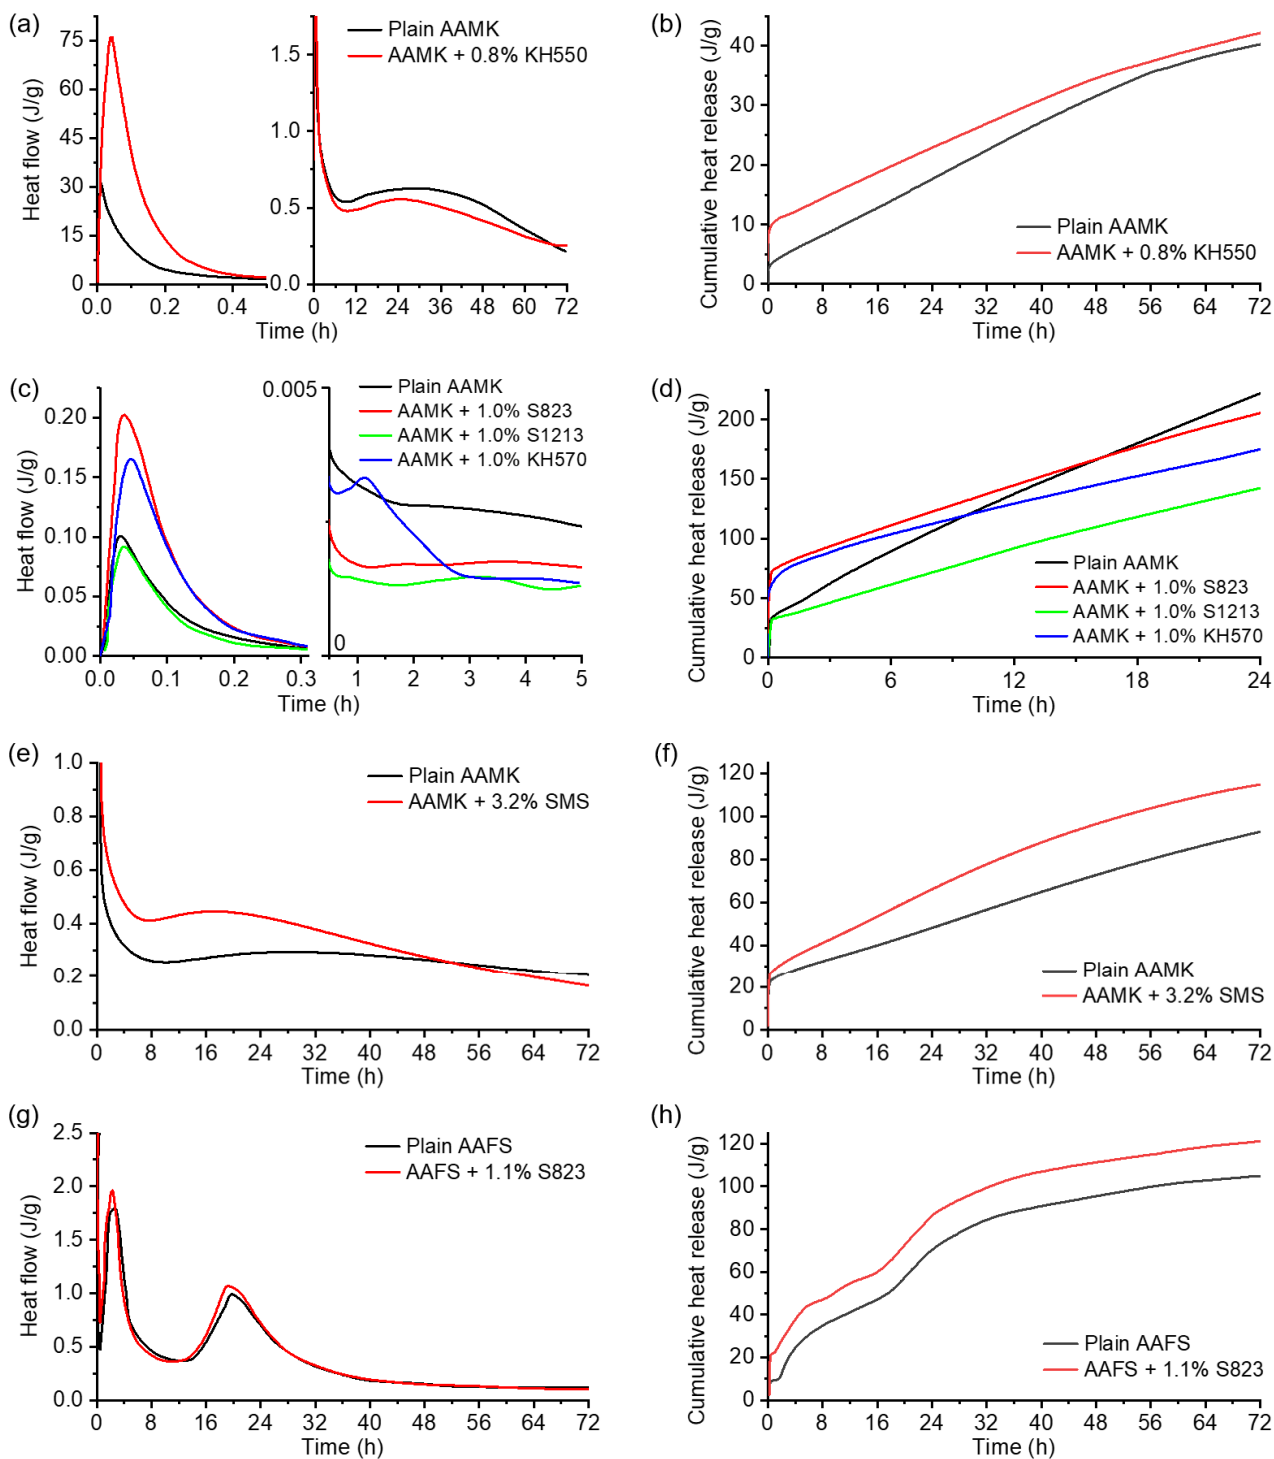 (a)
Heat flow (J/g)
75
60
45
30
15
0
0.0
0.2
0.4
1.5
1.0
0.5
0.0
0
12
24
36
48
60
72
Time (h)
Plain AAMK
AAMK + 0.8% KH550
(b)
Cumulative heat release (J/g)
40
30
20
10
0
0
8
16
24
32
40
48
56
64
72
Time (h)
Plain AAMK
AAMK + 0.8% KH550
(c)
Heat flow (J/g)
0.20
0.15
0.10
0.05
0.00
0.0
0.1
0.2
0.3
Time (h)
0.005
0
1
2
3
4
5
Time (h)
Plain AAMK
AAMK + 1.0% S823
AAMK + 1.0% S1213
AAMK + 1.0% KH570
(d)
Cumulative heat release (J/g)
200
150
100
50
0
0
6
12
18
24
Time (h)
Plain AAMK
AAMK + 1.0% S823
AAMK + 1.0% S1213
AAMK + 1.0% KH570
(e)
Heat flow (J/g)
1.0
0.8
0.6
0.4
0.2
0.0
0
8
16
24
32
40
48
56
64
72
Time (h)
Plain AAMK
AAMK + 3.2% SMS
(f)
Cumulative heat release (J/g)
120
100
80
60
40
20
0
0
8
16
24
32
40
48
56
64
72
Time (h)
Plain AAMK
AAMK + 3.2% SMS
(g)
Heat flow (J/g)
2.5
2.0
1.5
1.0
0.5
0.0
0
8
16
24
32
40
48
56
64
72
Time (h)
Plain AAFS
AAFS + 1.1% S823
(h)
Cumulative heat release (J/g)
120
100
80
60
40
20
0
0
8
16
24
32
40
48
56
64
72
Time (h)
Plain AAFS
AAFS + 1.1% S823